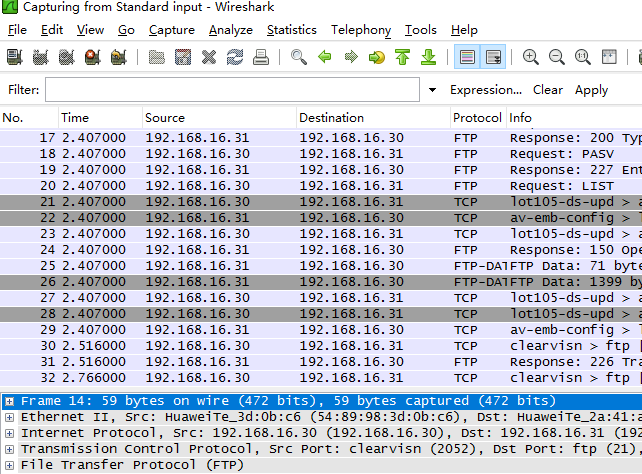 Capturing from Standard input - Wireshark
File Edit View Go Capture Analyze Statistics Telephony Tools Help
Filter: Expression... Clear Apply
No. Time Source Destination Protocol Info
17 2.407000 192.168.16.31 192.168.16.30 FTP Response: 200 Typ
18 2.407000 192.168.16.30 192.168.16.31 FTP Request: PASV
19 2.407000 192.168.16.31 192.168.16.30 FTP Response: 227 Ent
20 2.407000 192.168.16.30 192.168.16.31 FTP Request: LIST
21 2.407000 192.168.16.30 192.168.16.31 TCP lot105-ds-upd > a
22 2.407000 192.168.16.31 192.168.16.30 TCP av-emb-config > l
23 2.407000 192.168.16.30 192.168.16.31 TCP lot105-ds-upd > a
24 2.407000 192.168.16.31 192.168.16.30 FTP Response: 150 Ope
25 2.407000 192.168.16.31 192.168.16.30 FTP-DATFTP Data: 71 byte
26 2.407000 192.168.16.31 192.168.16.30 FTP-DATFTP Data: 1399 by
27 2.407000 192.168.16.30 192.168.16.31 TCP lot105-ds-upd > a
28 2.407000 192.168.16.30 192.168.16.31 TCP lot105-ds-upd > a
29 2.407000 192.168.16.31 192.168.16.30 TCP av-emb-config > l
30 2.516000 192.168.16.30 192.168.16.31 TCP clearvisn > ftp [
31 2.516000 192.168.16.31 192.168.16.30 FTP Response: 226 Tra
32 2.766000 192.168.16.30 192.168.16.31 TCP clearvisn > ftp [
Frame 14: 59 bytes on wire (472 bits), 59 bytes captured (472 bits)
Ethernet II, Src: HuaweiTe_3d:0b:c6 (54:89:98:3d:0b:c6), Dst: HuaweiTe_2a:41:a
Internet Protocol, Src: 192.168.16.30 (192.168.16.30), Dst: 192.168.16.31 (192
Transmission Control Protocol, Src Port: clearvisn (2052), Dst Port: ftp (21),
File Transfer Protocol (FTP)